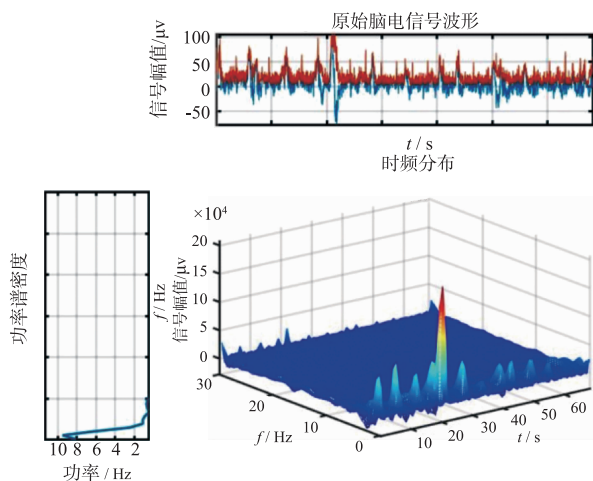 原始脑电信号波形
信号幅值/μv
100
50
0
-50
t / s
时频分布
功率谱密度
10 8 6 4 2
功率 / Hz
×10⁴
f / Hz
信号幅值/μv
20
15
10
5
0
30
20
10
0
f / Hz
10 20 30 40 50 60
t / s